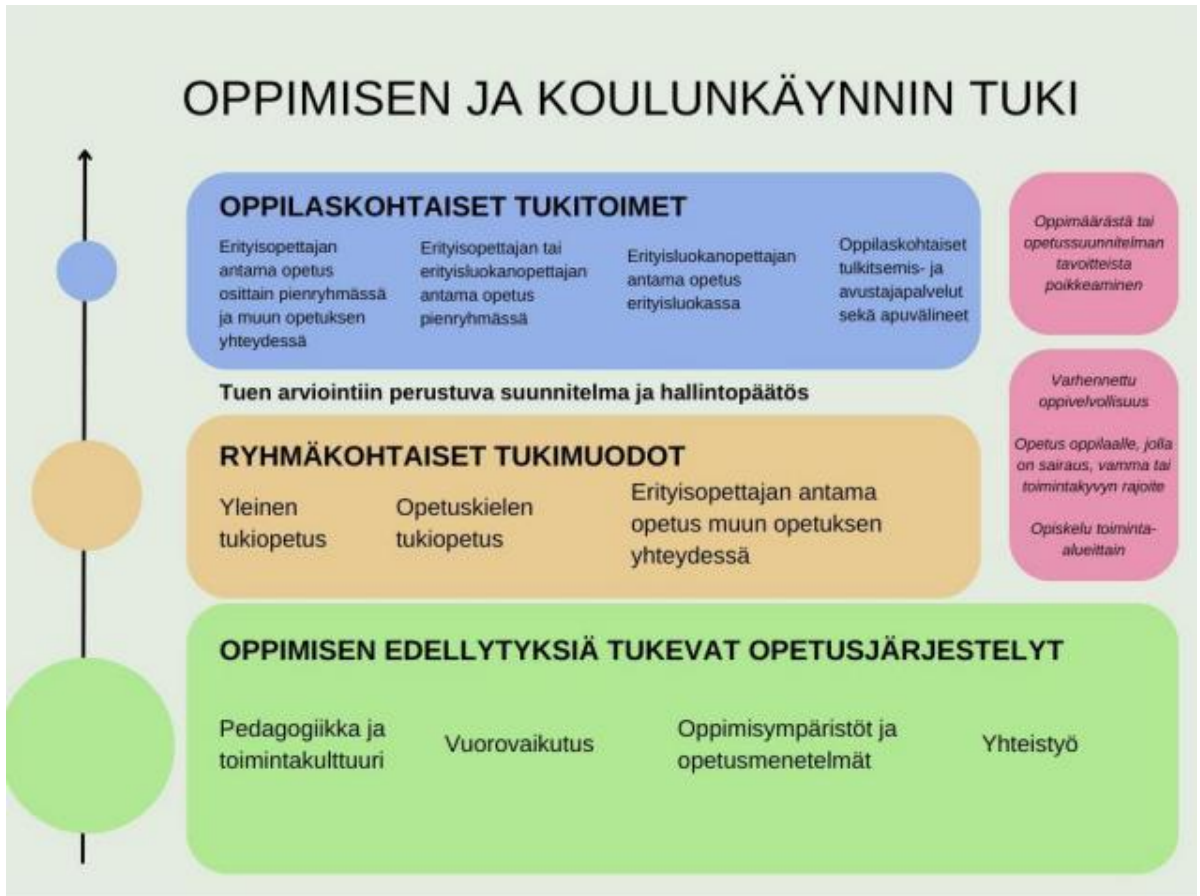 OPPIMISEN JA KOULUNKÄYNNIN TUKI
OPPILASKOHTAISET TUKITOIMET
Erityisopettajan
antama opetus
osittain pienryhmässä
ja muun opetuksen
yhteydessä
Erityisopettajan tai
erityisluokanopettajan
antama opetus
pienryhmässä
Erityisluokanopettajan
antama opetus
erityisluokassa
Oppilaskohtaiset
tulkitsemis- ja
avustajapalvelut
sekä apuvälineet
Oppimäärästä tai
opetussuunnitelman
tavoitteista
poikkeaminen
Tuen arviointiin perustuva suunnitelma ja hallintopäätös
RYHMÄKOHTAISET TUKIMUODOT
Yleinen
tukiopetus
Opetuskielen
tukiopetus
Erityisopettajan antama
opetus muun opetuksen
yhteydessä
Varhennettu
oppivelvollisuus
Opetus oppilaalle, jolla
on sairaus, vamma tai
toimintakyvyn rajoite
Opiskelu toiminta-
alueittain
OPPIMISEN EDELLYTYKSIÄ TUKEVAT OPETUSJÄRJESTELYT
Pedagogiikka ja
toimintakulttuuri
Vuorovaikutus
Oppimisympäristöt ja
opetusmenetelmät
Yhteistyö